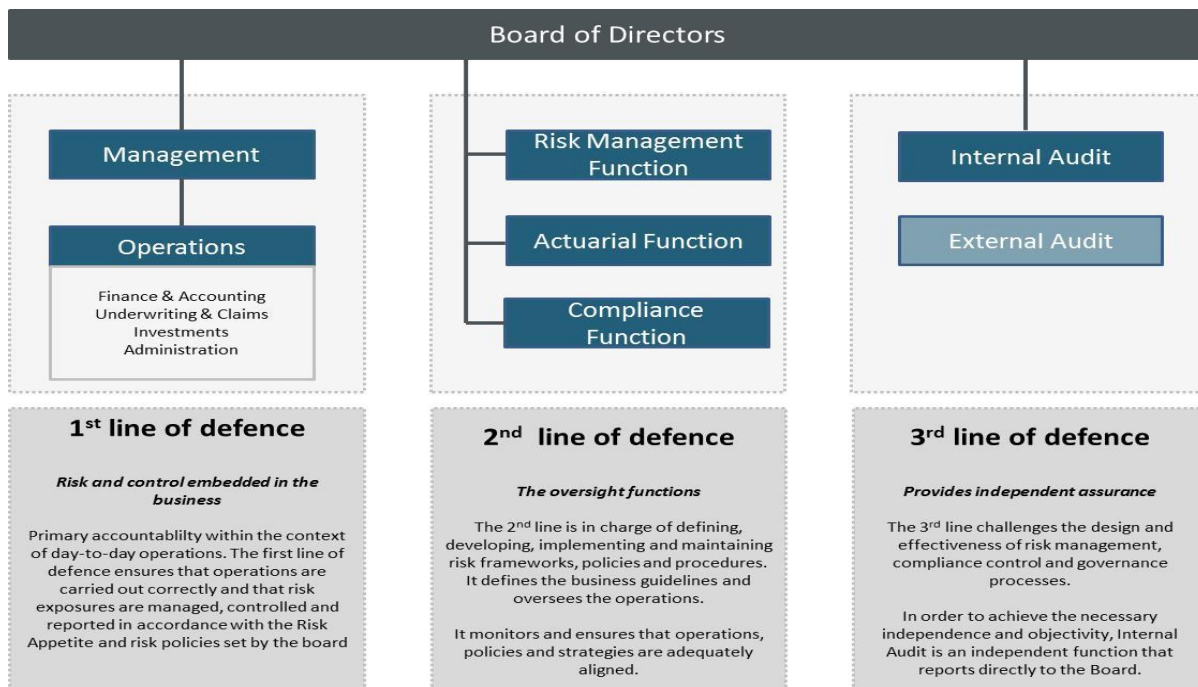 Board of Directors
Management
Operations
Finance & Accounting
Underwriting & Claims
Investments
Administration
Risk Management
Function
Actuarial Function
Compliance
Function
Internal Audit
External Audit
1st line of defence
Risk and control embedded in the
business
Primary accountablilty within the context
of day-to-day operations. The first line of
defence ensures that operations are
carried out correctly and that risk
exposures are managed, controlled and
reported in accordance with the Risk
Appetite and risk policies set by the board
2nd line of defence
The oversight functions
The 2nd line is in charge of defining,
developing, implementing and maintaining
risk frameworks, policies and procedures.
It defines the business guidelines and
oversees the operations.
It monitors and ensures that operations,
policies and strategies are adequately
aligned.
3rd line of defence
Provides independent assurance
The 3rd line challenges the design and
effectiveness of risk management,
compliance control and governance
processes.
In order to achieve the necessary
independence and objectivity, Internal
Audit is an independent function that
reports directly to the Board.